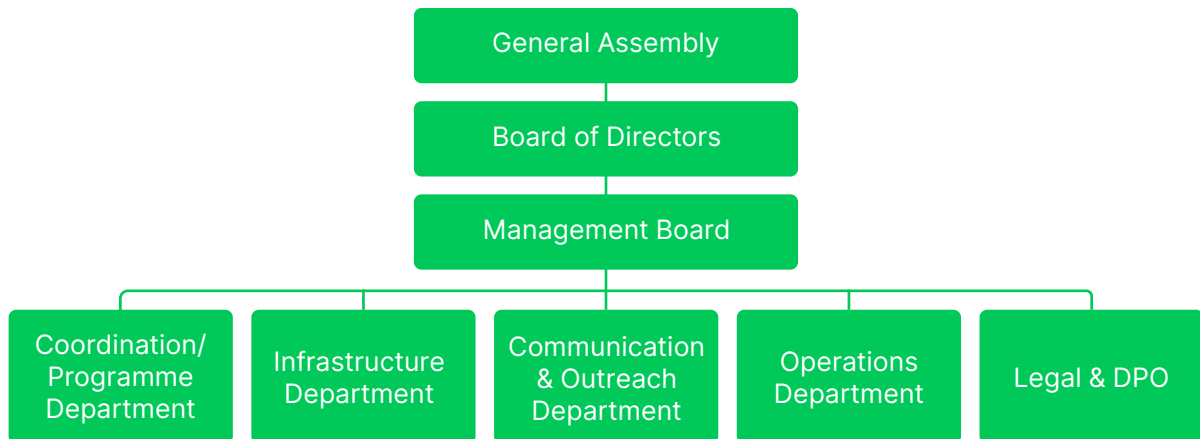 General Assembly
Board of Directors
Management Board
Coordination/
Programme
Department
Infrastructure
Department
Communication
& Outreach
Department
Operations
Department
Legal & DPO